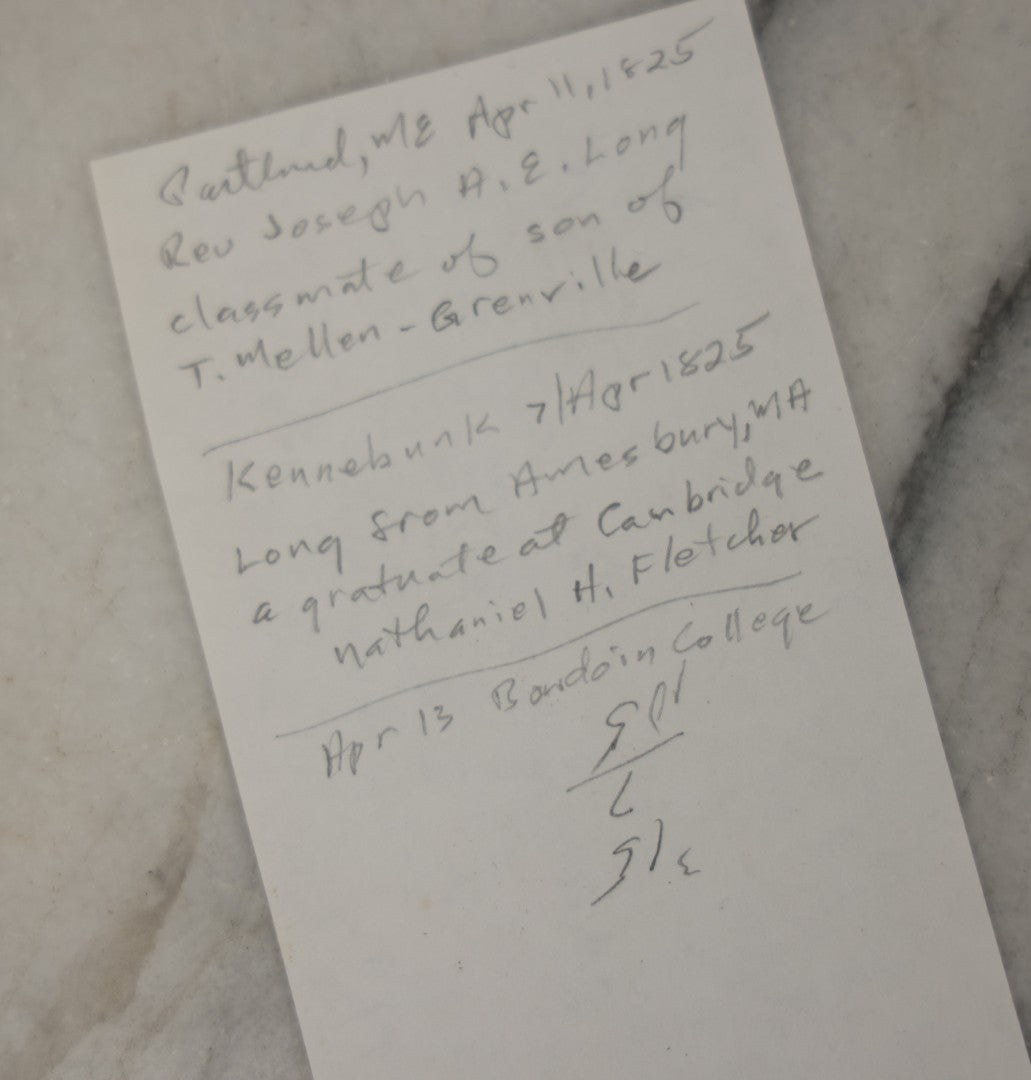 Portland, ME Apr 11, 1825
Rev Joseph A. E. Long
classmate of son of
T. Mellen - Grenville
Kennebunk 7/Apr 1825
Long from Amesbury, MA
a gratuate at Cambridge
Nathaniel H. Fletcher
Apr 13 Bowdoin College